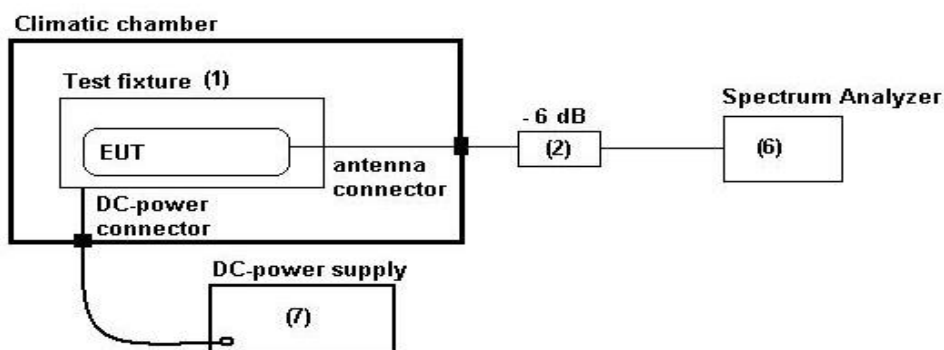 Climatic chamber
Test fixture (1)
Spectrum Analyzer
- 6 dB
EUT
(2)
(6)
antenna
connector
DC-power
connector
DC-power supply
(7)